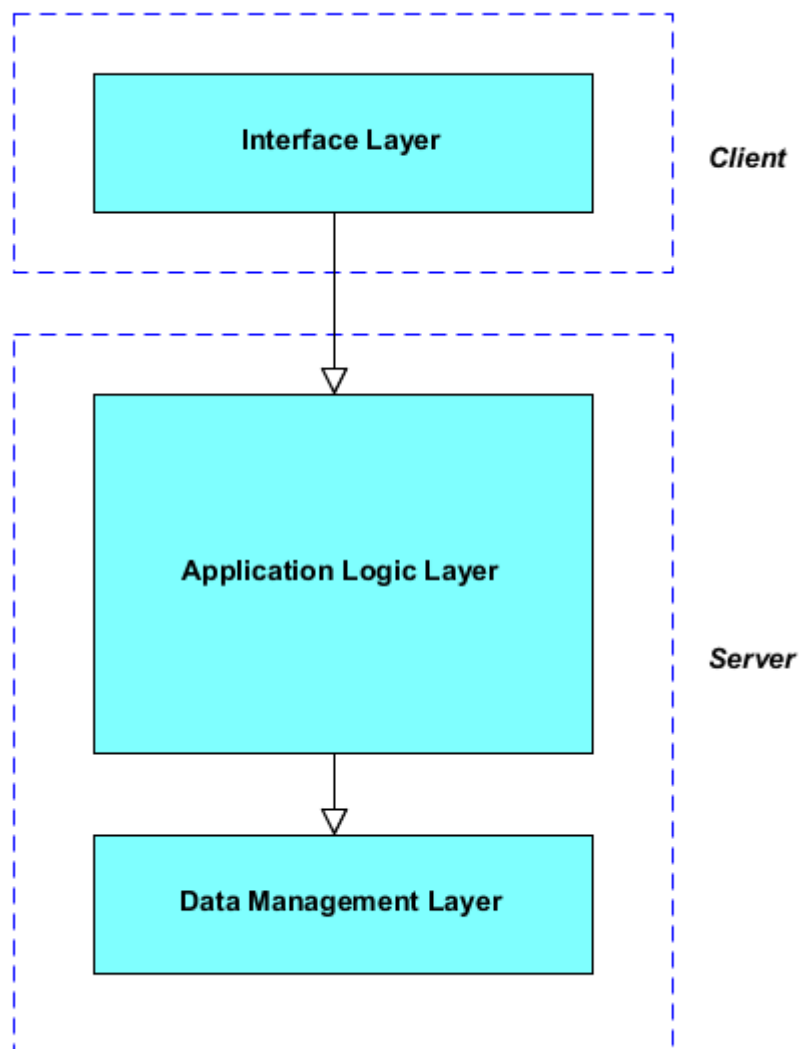 Interface Layer
Client
Application Logic Layer
Server
Data Management Layer